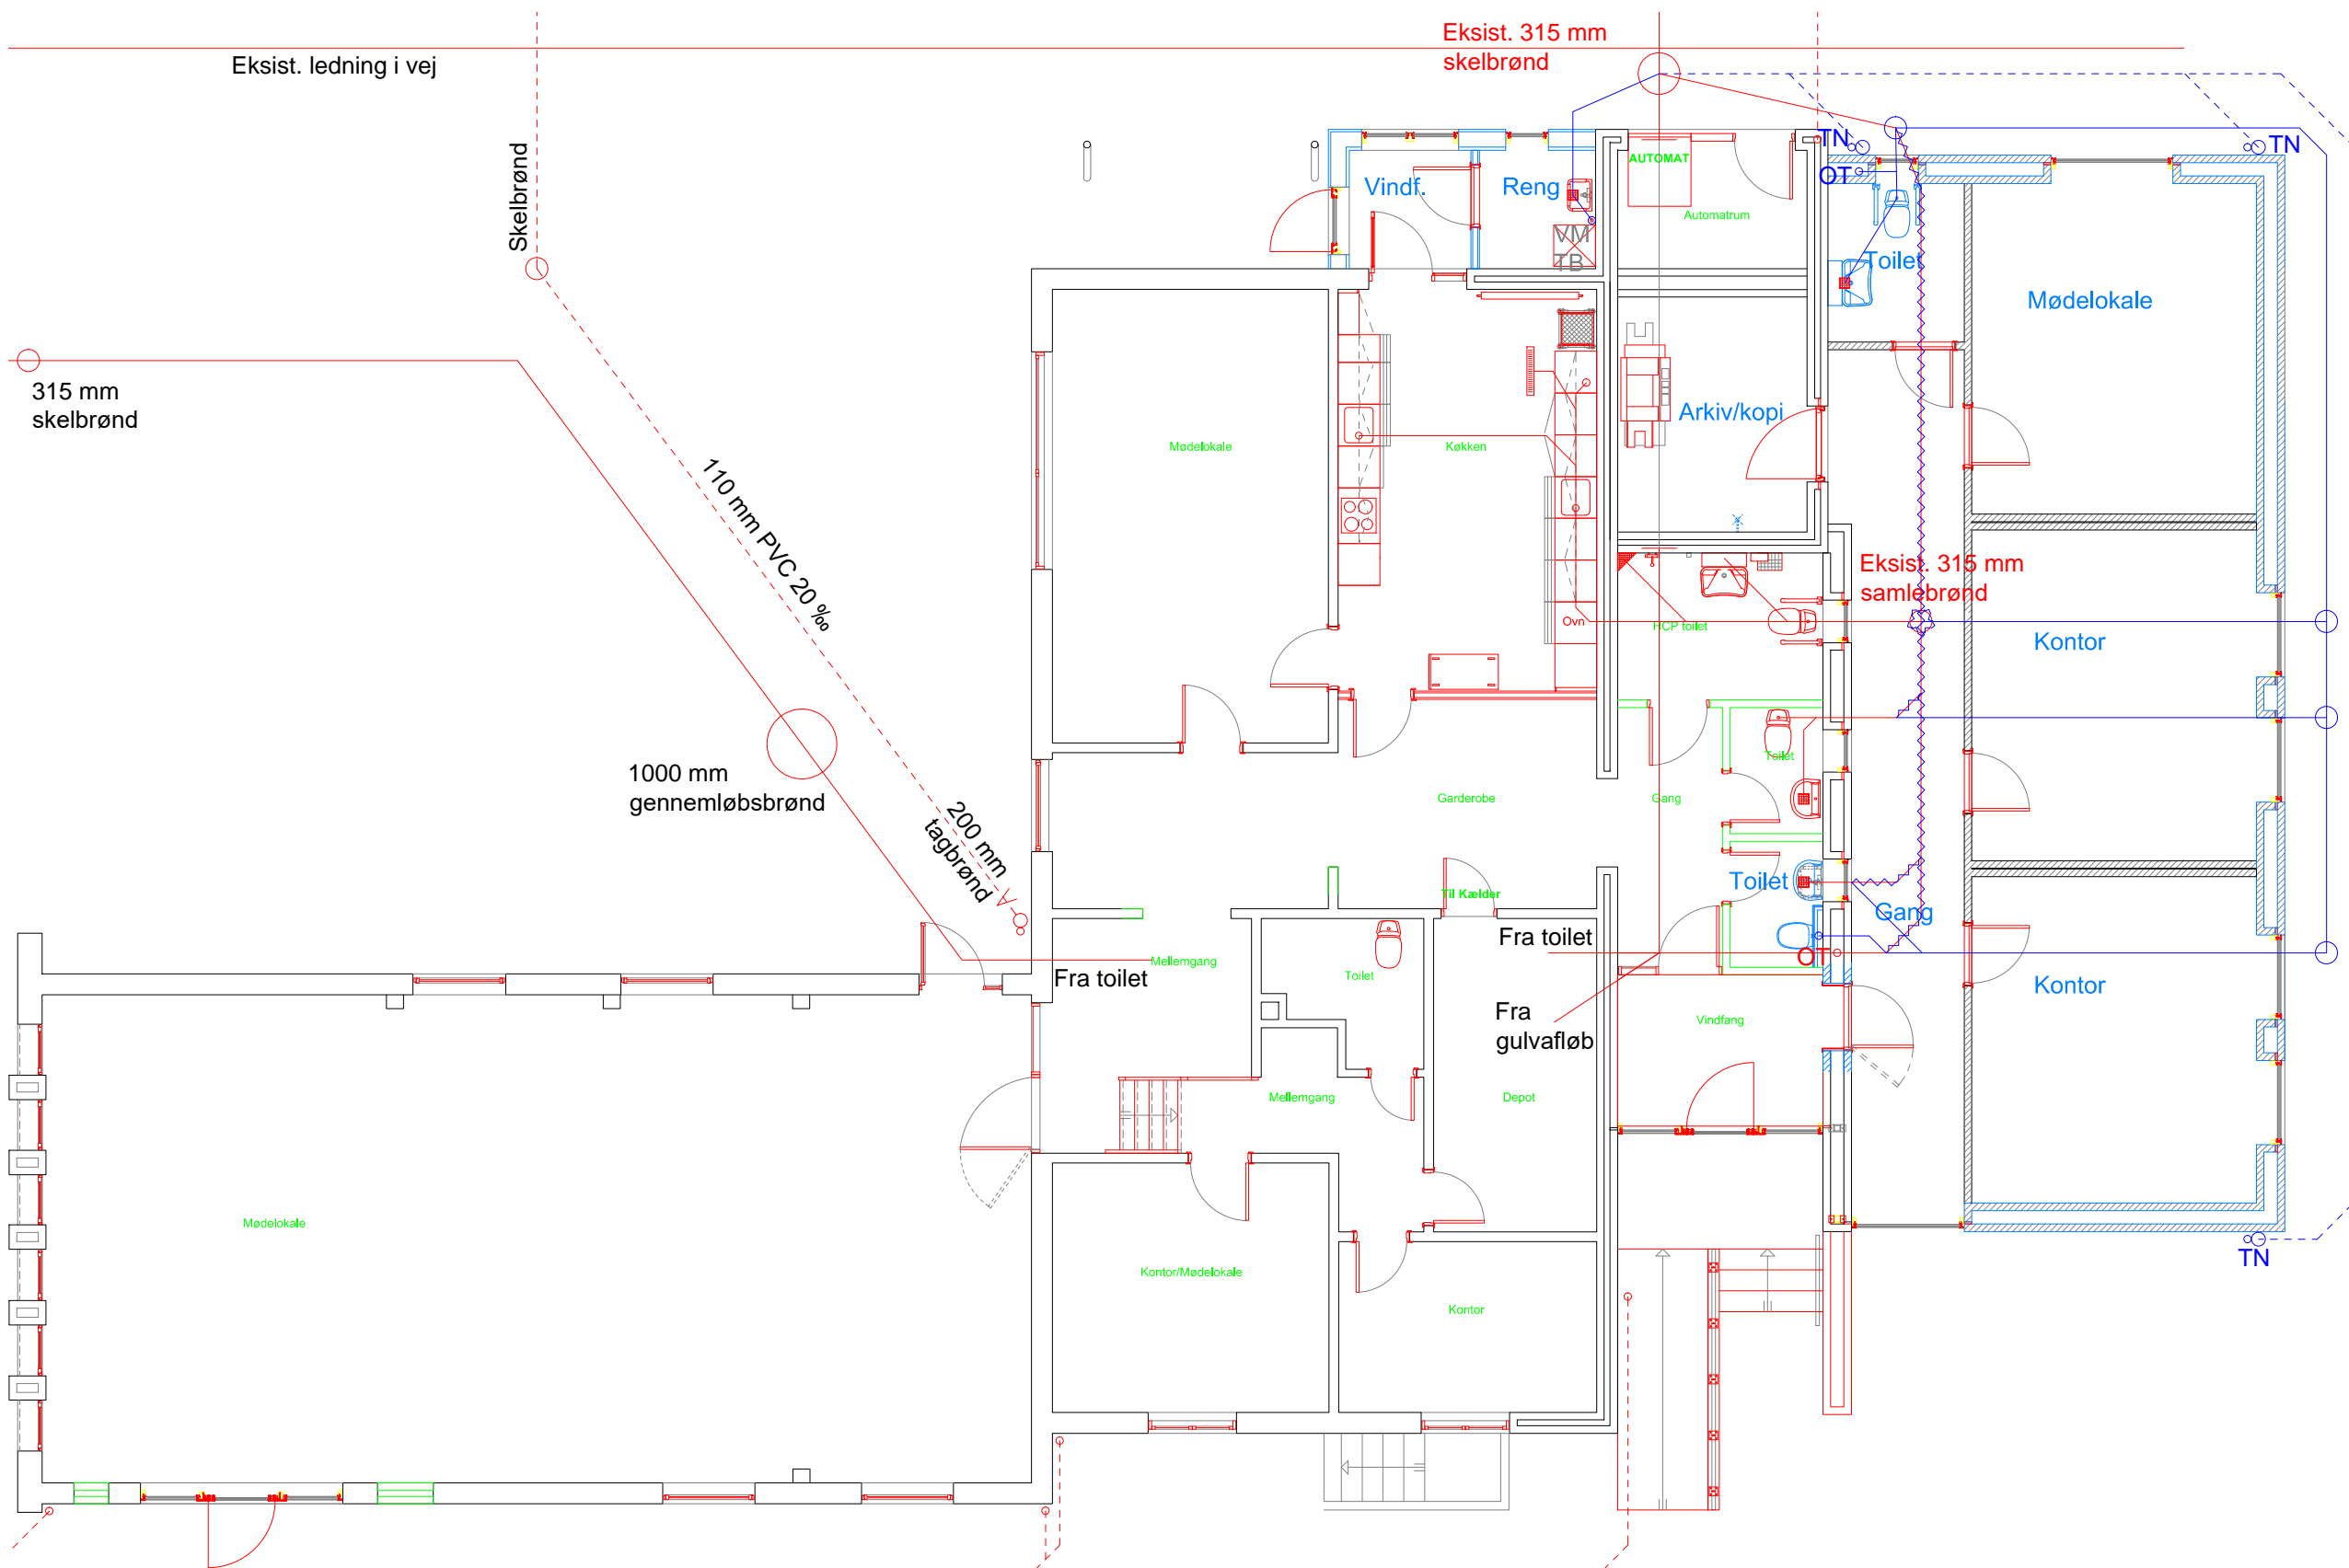 Eksist. 315 mm
skelbrønd
Eksist. ledning i vej
Skelbrønd
TN
TN
OT
AUTOMAT
Vindf.
Reng
Automatrum
VM
TB
Toilet
Mødelokale
315 mm
skelbrønd
Arkiv/kopi
Mødelokale
Køkken
110 mm PVC 20 ‰
Eksist. 315 mm
samlebrønd
Ovn
HCP toilet
Kontor
Toilet
1000 mm
gennemløbsbrønd
200 mm
tagbrønd
Garderobe
Gang
Til Kælder
Toilet
Gang
Fra toilet
OT
Mellemgang
Fra toilet
Toilet
Kontor
Fra
gulvafløb
Vindfang
Mellemgang
Depot
Mødelokale
TN
Kontor/Mødelokale
Kontor